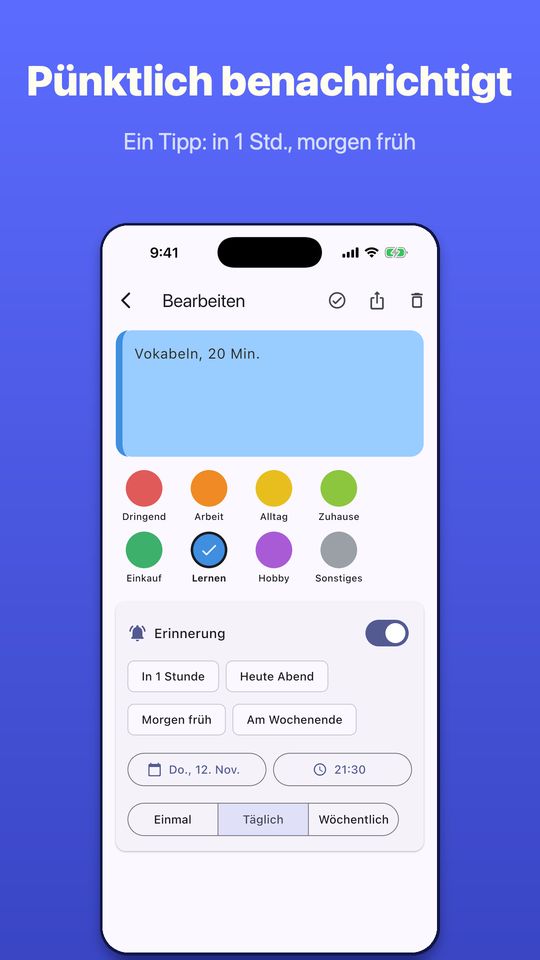 Pünktlich benachrichtigt
Ein Tipp: in 1 Std., morgen früh
9:41
Bearbeiten
Vokabeln, 20 Min.
Dringend Arbeit Alltag Zuhause
Einkauf Lernen Hobby Sonstiges
Erinnerung
In 1 Stunde Heute Abend
Morgen früh Am Wochenende
Do., 12. Nov. 21:30
Einmal Täglich Wöchentlich